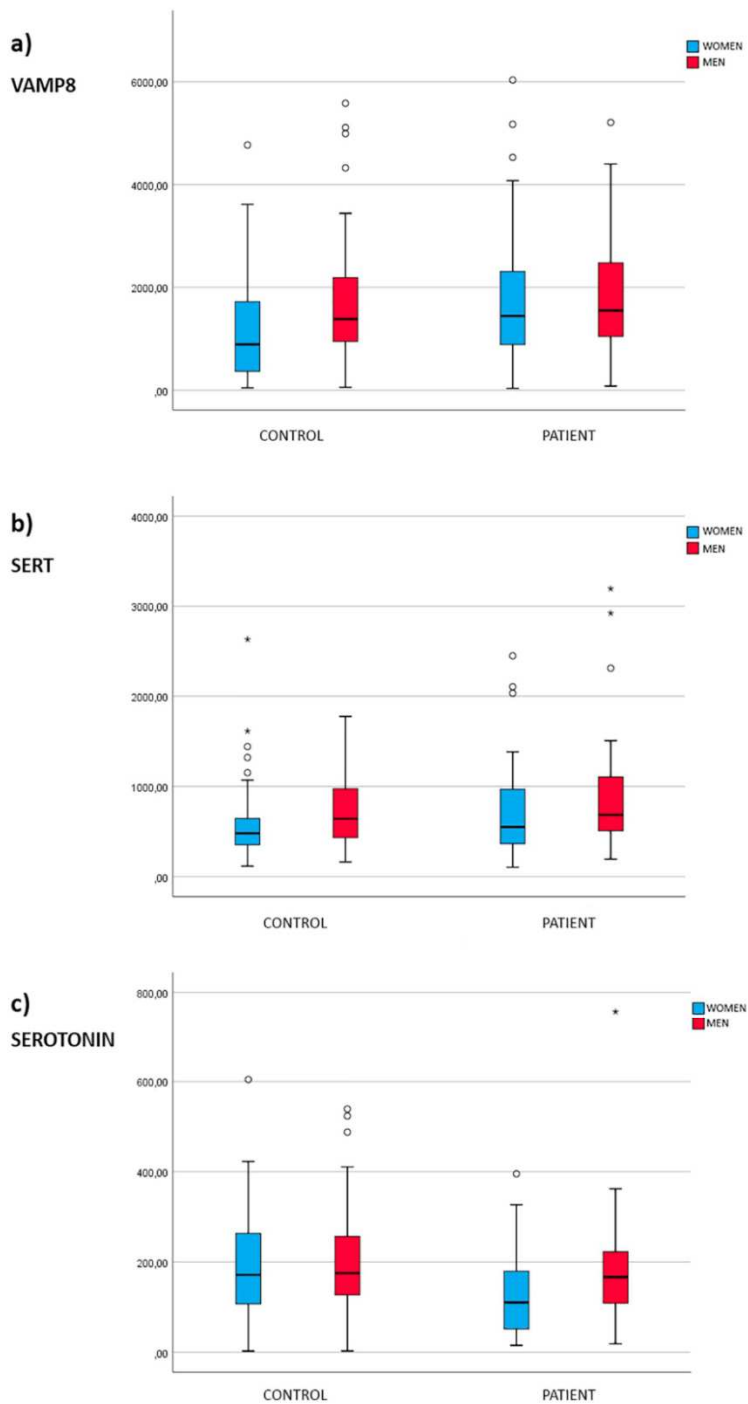 a)
VAMP8
WOMEN
MEN
6000,00
4000,00
2000,00
,00
CONTROL PATIENT
b)
SERT
WOMEN
MEN
4000,00
3000,00
2000,00
1000,00
,00
CONTROL PATIENT
c)
SEROTONIN
WOMEN
MEN
800,00
600,00
400,00
200,00
,00
CONTROL PATIENT